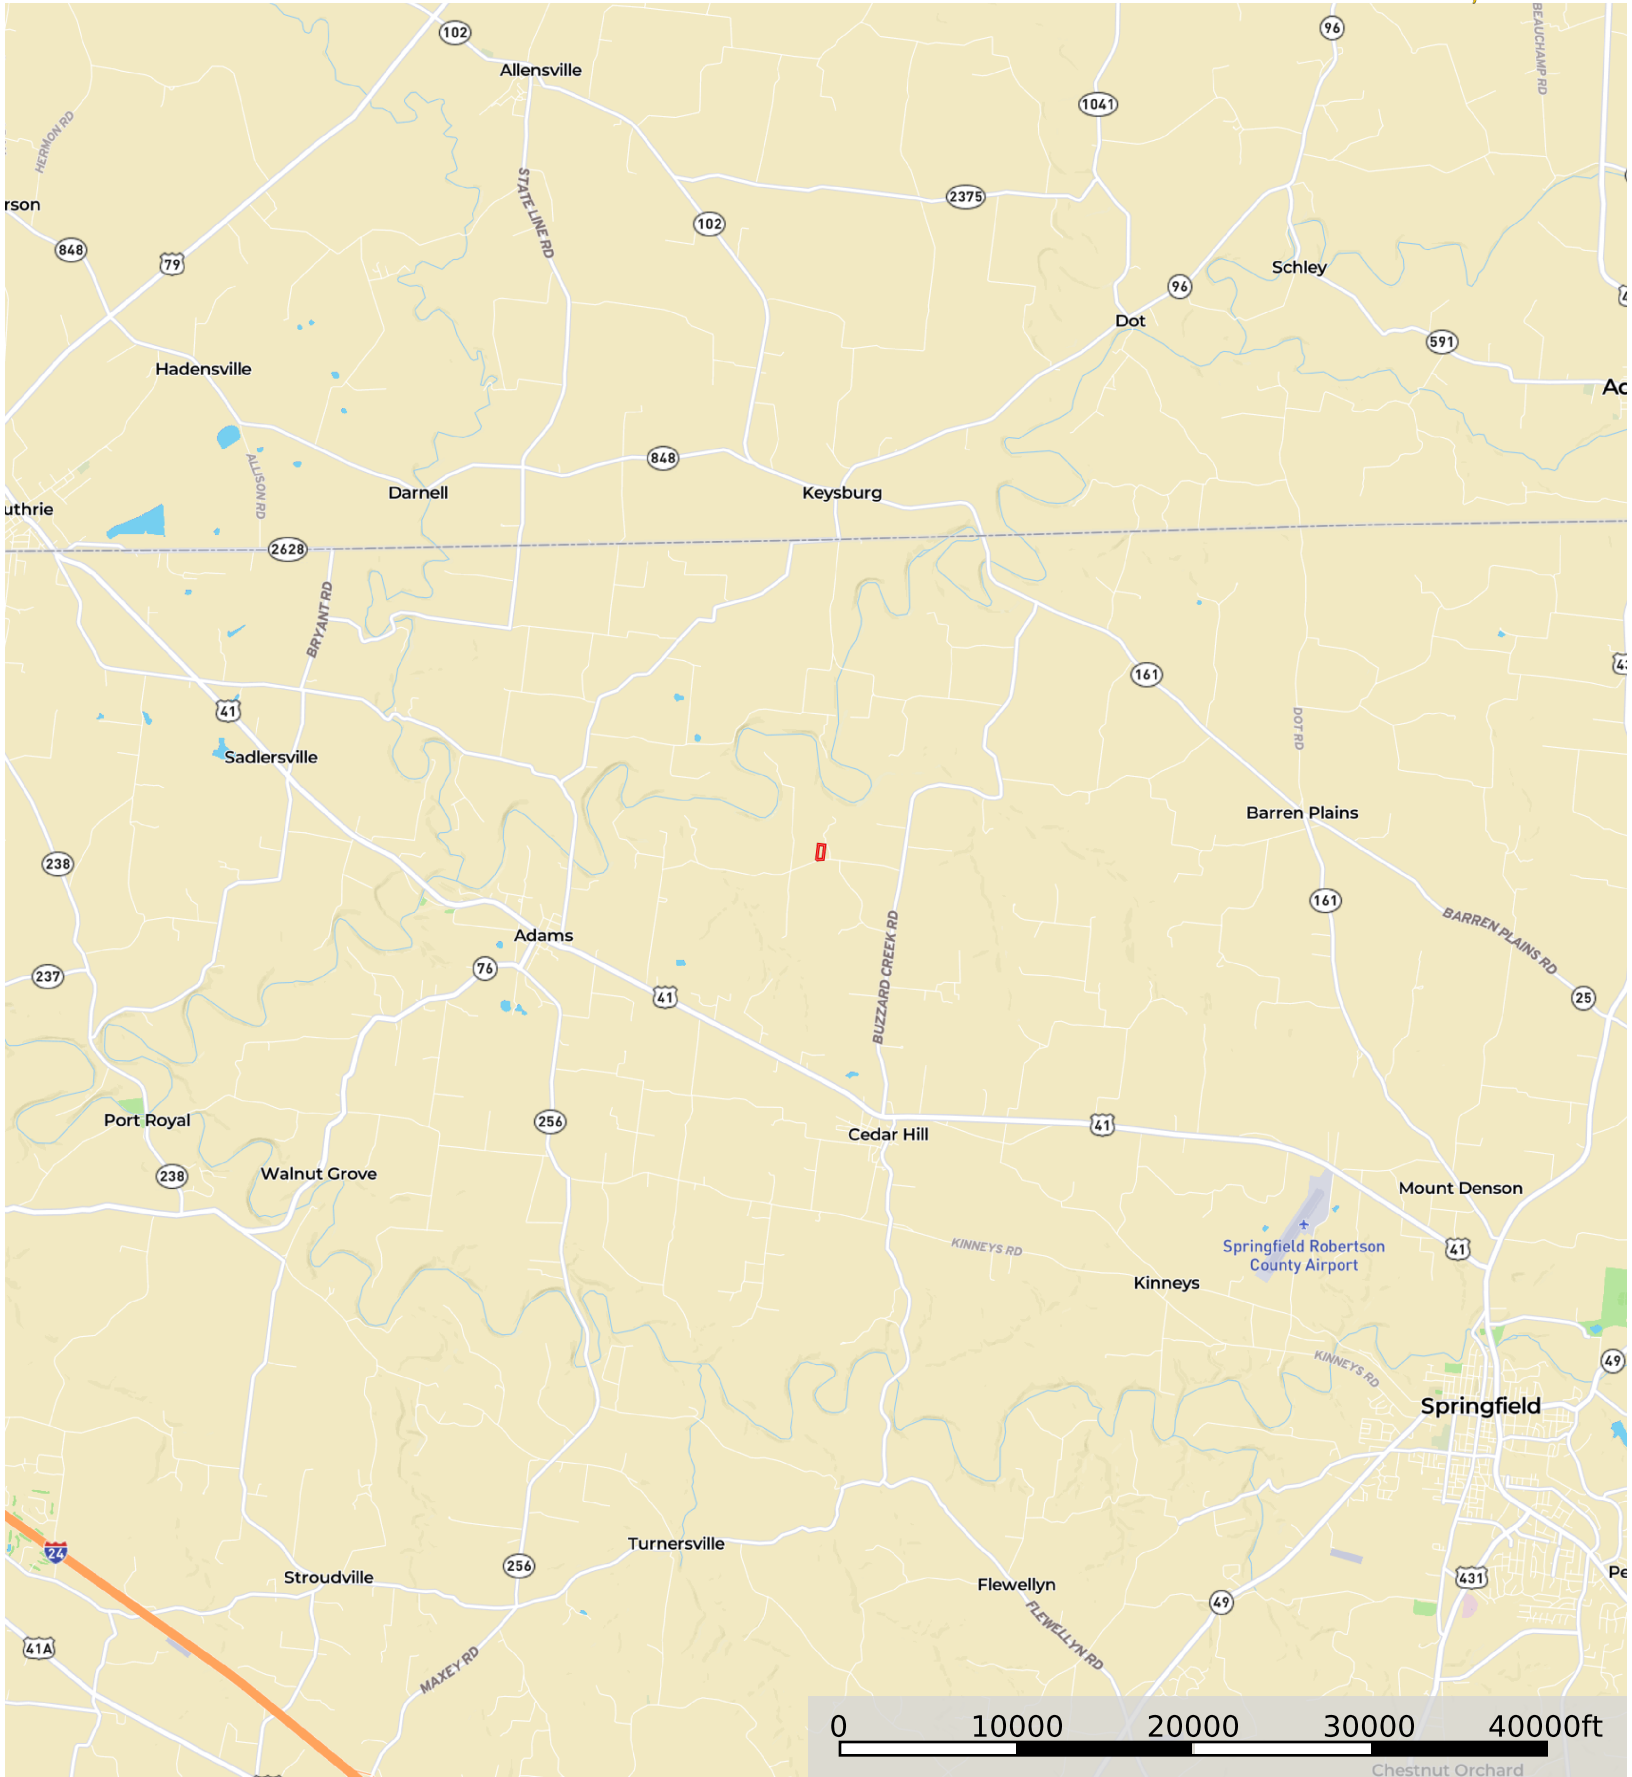 102
96
BEAUCHAMP RD
Allensville
1041
HERMON RD
STATE LINE RD
2375
rson
102
848
79
Schley
96
Dot
591
Hadensville
Ac
848
ALLISON RD
Darnell
Keysburg
uthrie
2628
BRYANT RD
161
43
41
DOT RD
Sadlersville
Barren Plains
238
161
BARREN PLAINS RD
Adams
BUZZARD CREEK RD
76
237
41
25
Port Royal
256
41
Cedar Hill
238
Walnut Grove
Mount Denson
KINNEYS RD
Springfield Robertson
County Airport
41
Kinneys
KINNEYS RD
49
Springfield
24
Turnersville
256
Stroudville
Flewellyn
431
Pe
49
FLEWELLYN RD
41A
MAXEY RD
0 10000 20000 30000 40000ft
Chestnut Orchard